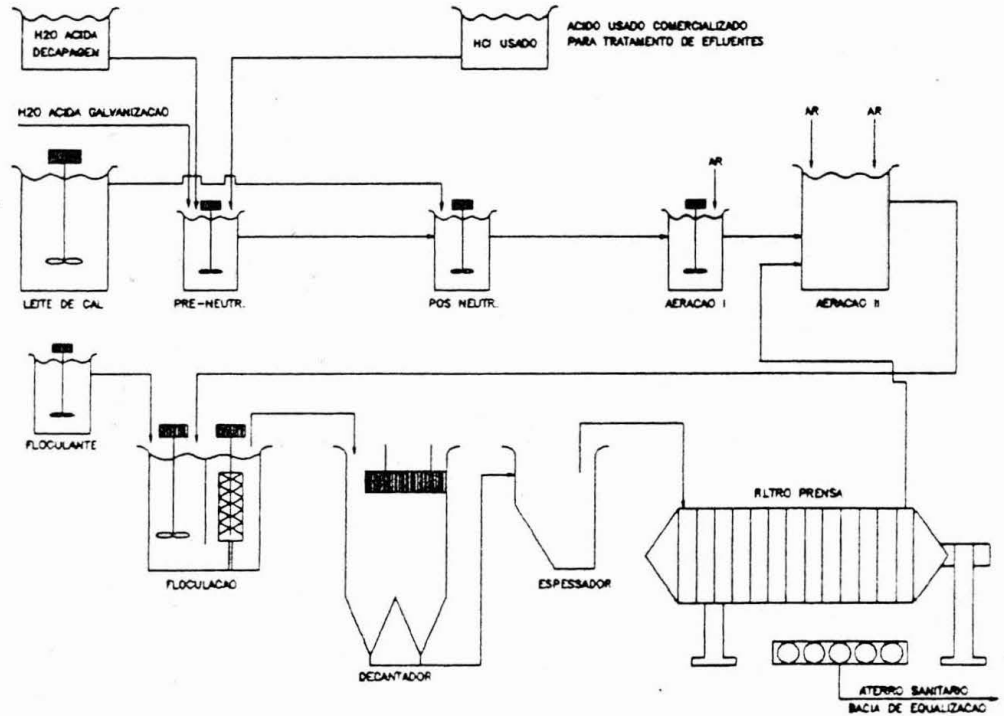 H2O ACIDA
DECAPAGEM
HCl USADO
ACIDO USADO COMERCIALIZADO
PARA TRATAMENTO DE EFLUENTES
H2O ACIDA GALVANIZACAO
AR
AR
AR
LEITE DE CAL
PRE-NEUTR.
POS NEUTR.
AERACAO I
AERACAO II
FLOCULANTE
FLOCULACAO
DECANTADOR
ESPESSADOR
FILTRO PRENSA
ATERRO SANITARIO
BACIA DE EQUALIZACAO